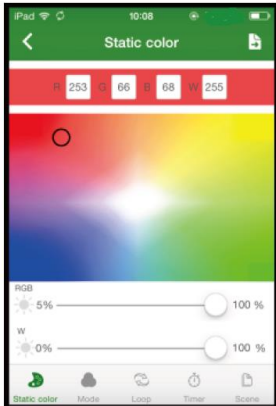 iPad 10:08
Static color
R 253 G 66 B 68 W 255
RGB
5% 100 %
W
0% 100 %
Static color Mode Loop Timer Scene